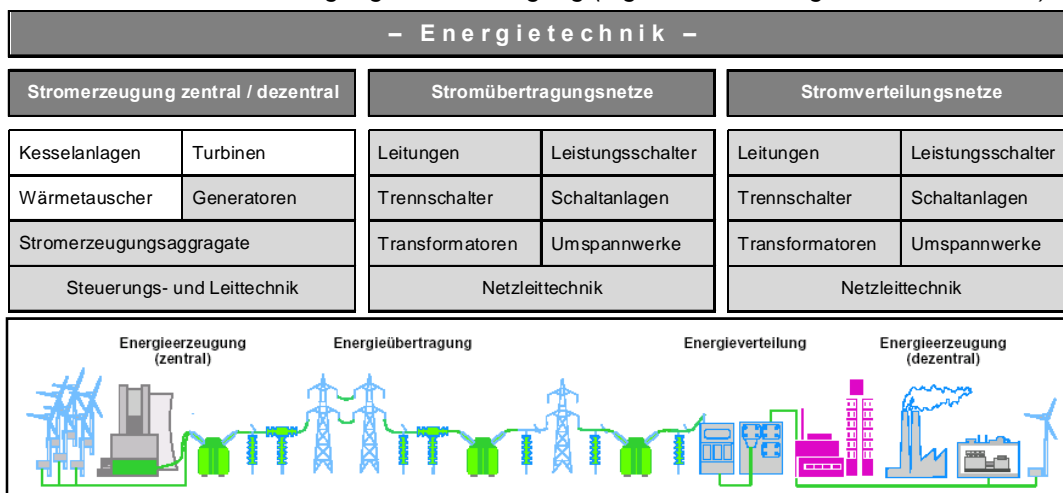 – Energietechnik –
Stromerzeugung zentral / dezentral
Stromübertragungsnetze
Stromverteilungsnetze
Kesselanlagen Turbinen Leitungen Leistungsschalter Leitungen Leistungsschalter
Wärmetauscher Generatoren Trennschalter Schaltanlagen Trennschalter Schaltanlagen
Stromerzeugungsaggragate Transformatoren Umspannwerke Transformatoren Umspannwerke
Steuerungs- und Leittechnik Netzleittechnik Netzleittechnik
Energieerzeugung
(zentral)
Energieübertragung
Energieverteilung
Energieerzeugung
(dezentral)